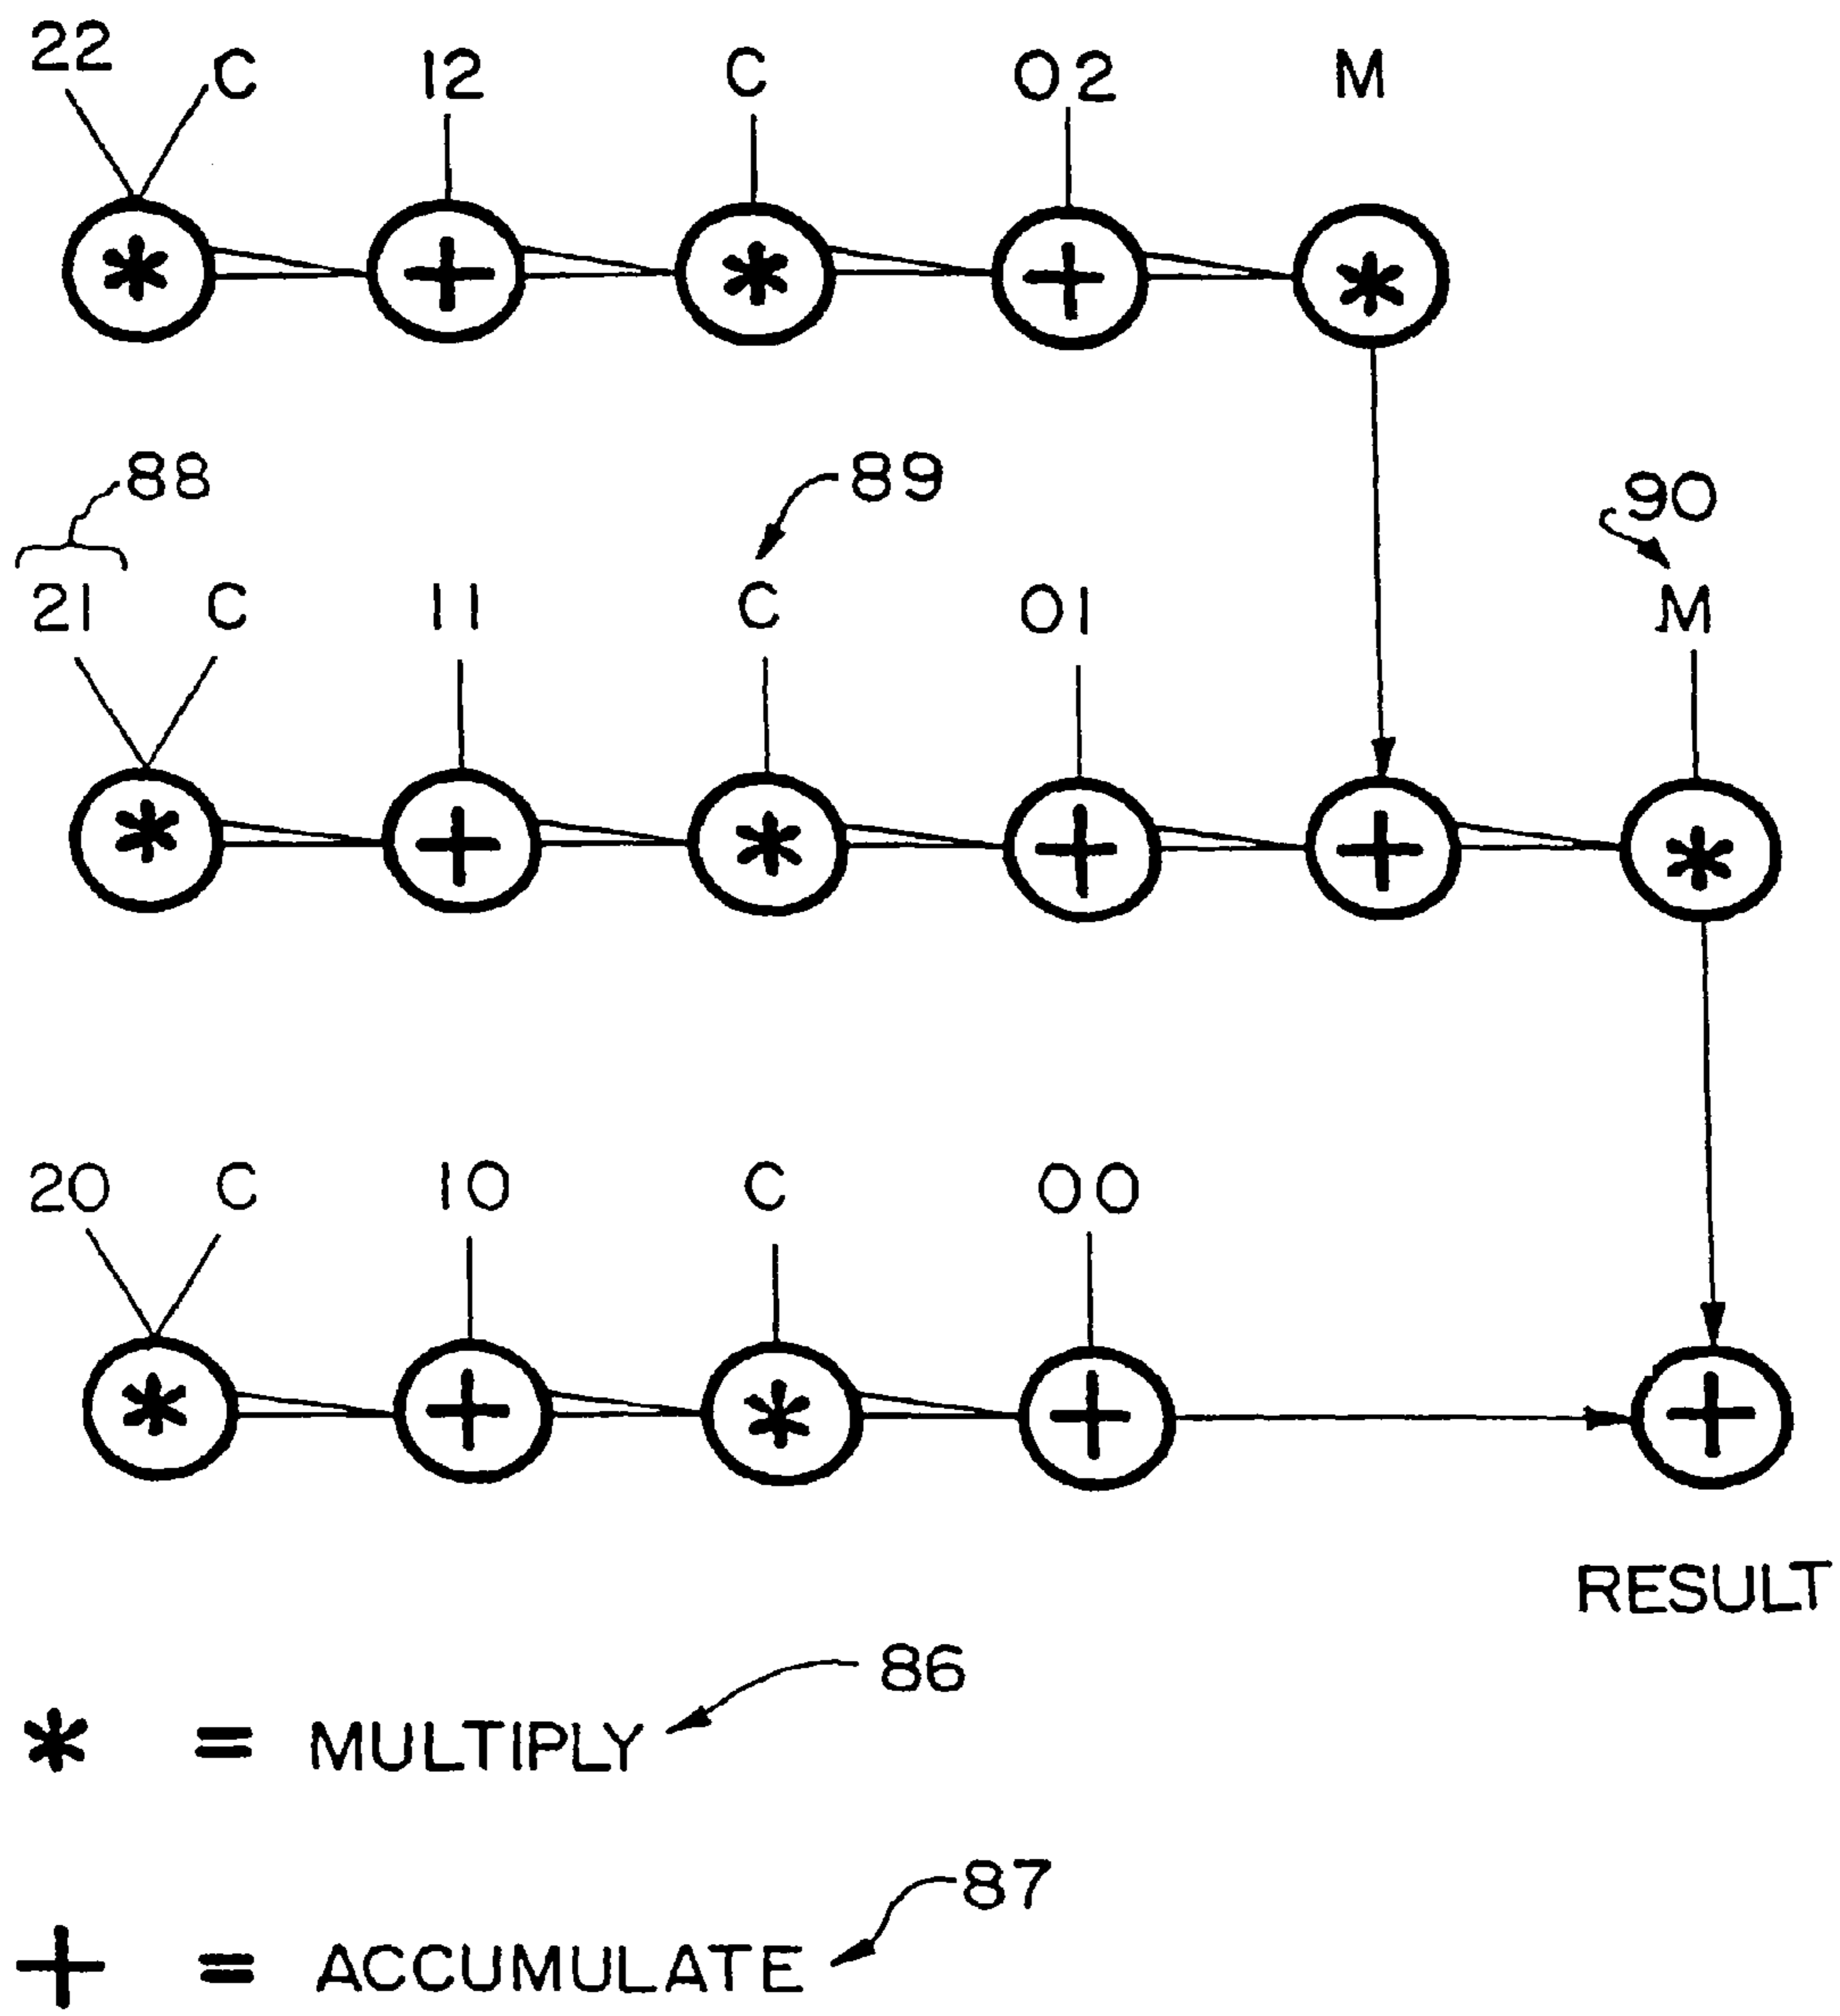 22 C 12 C 02 M
* + * + *
88 89 90
21 C 11 C 01 M
* + * + + *
20 C 10 C 00
* + * + +
RESULT
86
* = MULTIPLY
87
+ = ACCUMULATE